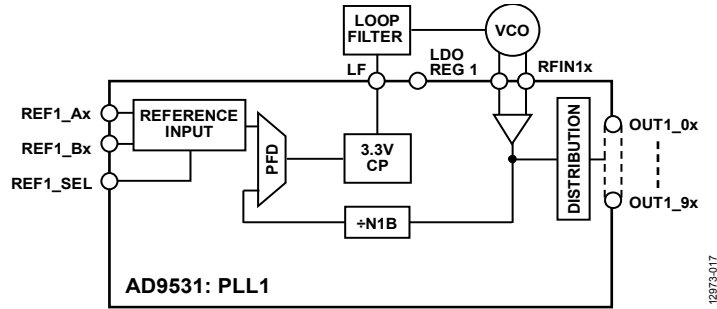 LOOP
FILTER
VCO
LF
LDO
REG 1
RFIN1x
REF1_Ax
REF1_Bx
REF1_SEL
REFERENCE
INPUT
PFD
3.3V
CP
DISTRIBUTION
OUT1_0x
OUT1_9x
÷N1B
AD9531: PLL1
12973-017